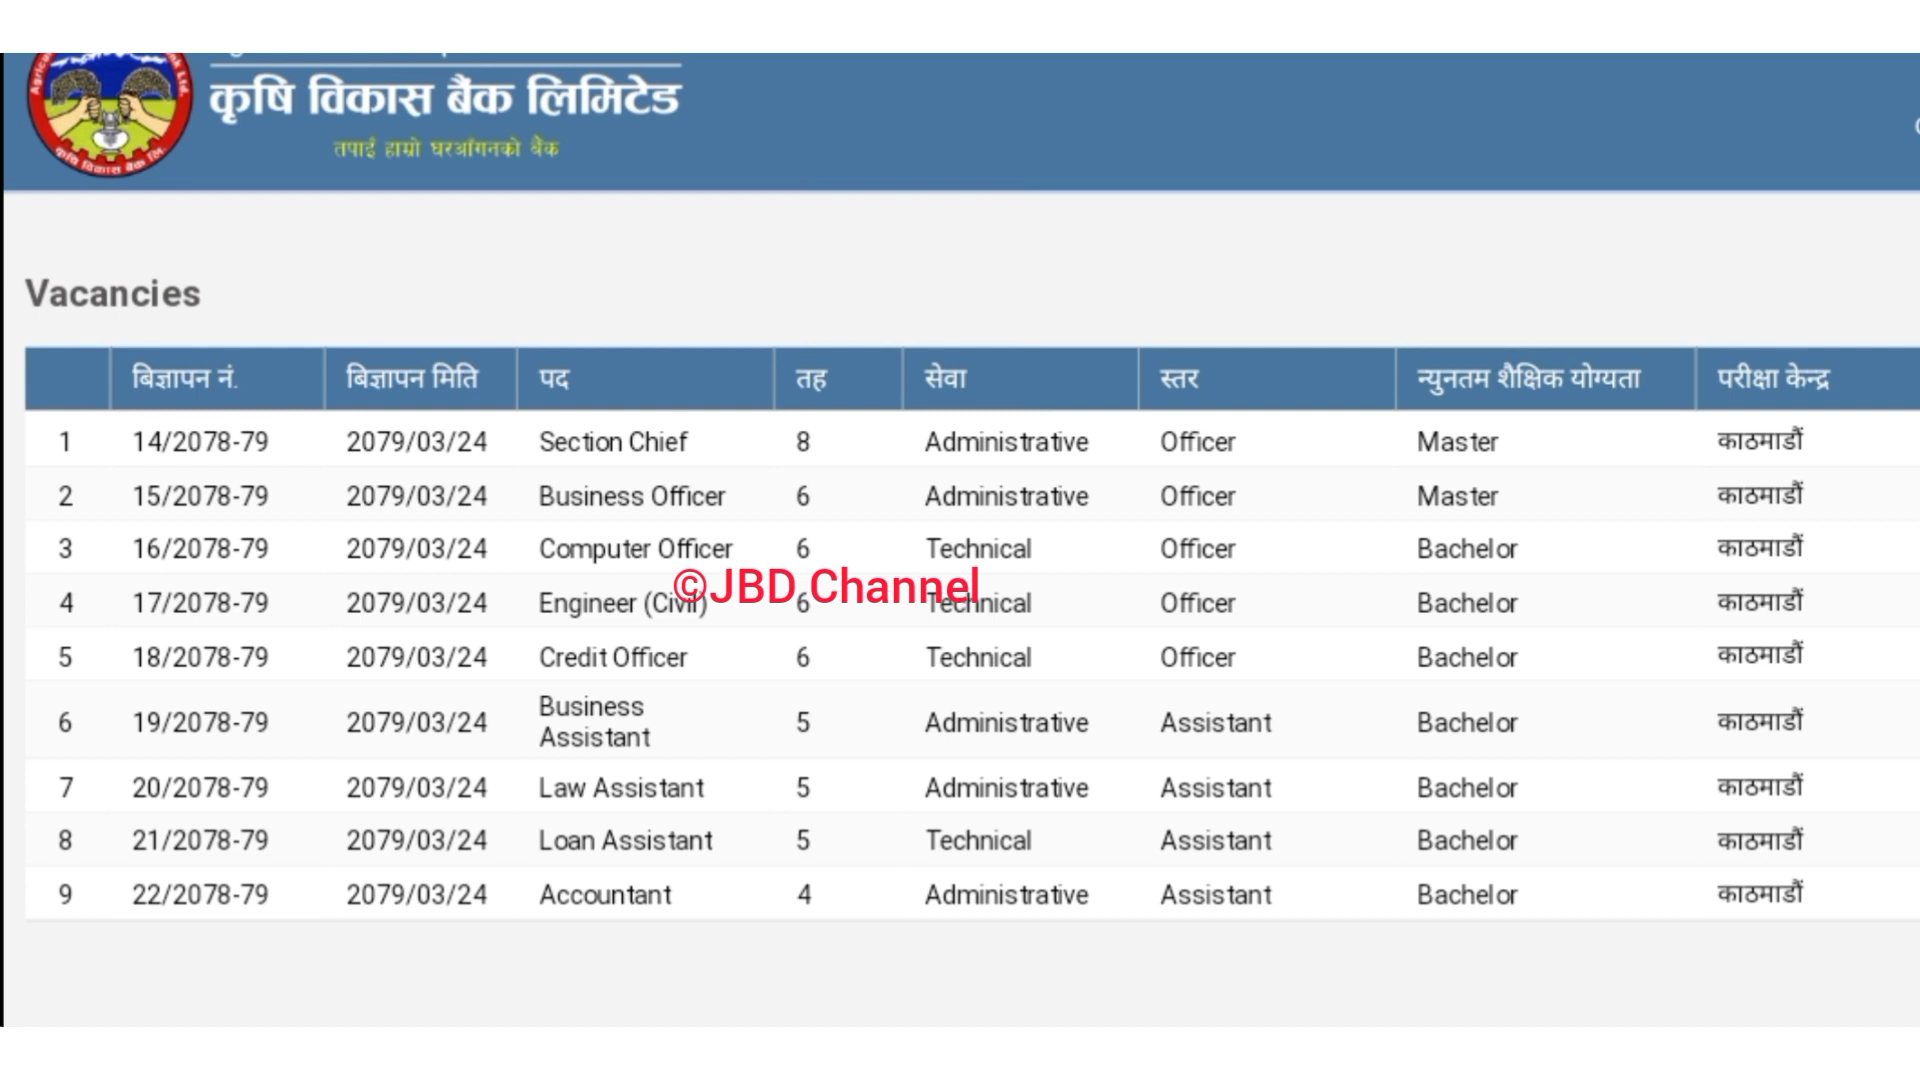 कृषि विकास बैंक लिमिटेड
तपाई हाम्रो घरआँगनको बैंक
कृषि विकास बैंक लि.
Vacancies
बिज्ञापन नं. बिज्ञापन मिति पद तह सेवा स्तर न्युनतम शैक्षिक योग्यता परीक्षा केन्द्र
1 14/2078-79 2079/03/24 Section Chief 8 Administrative Officer Master काठमाडौं
2 15/2078-79 2079/03/24 Business Officer 6 Administrative Officer Master काठमाडौं
3 16/2078-79 2079/03/24 Computer Officer 6 Technical Officer Bachelor काठमाडौं
©JBD Channel
4 17/2078-79 2079/03/24 Engineer (Civil) 6 Technical Officer Bachelor काठमाडौं
5 18/2078-79 2079/03/24 Credit Officer 6 Technical Officer Bachelor काठमाडौं
6 19/2078-79 2079/03/24 Business Assistant 5 Administrative Assistant Bachelor काठमाडौं
7 20/2078-79 2079/03/24 Law Assistant 5 Administrative Assistant Bachelor काठमाडौं
8 21/2078-79 2079/03/24 Loan Assistant 5 Technical Assistant Bachelor काठमाडौं
9 22/2078-79 2079/03/24 Accountant 4 Administrative Assistant Bachelor काठमाडौं